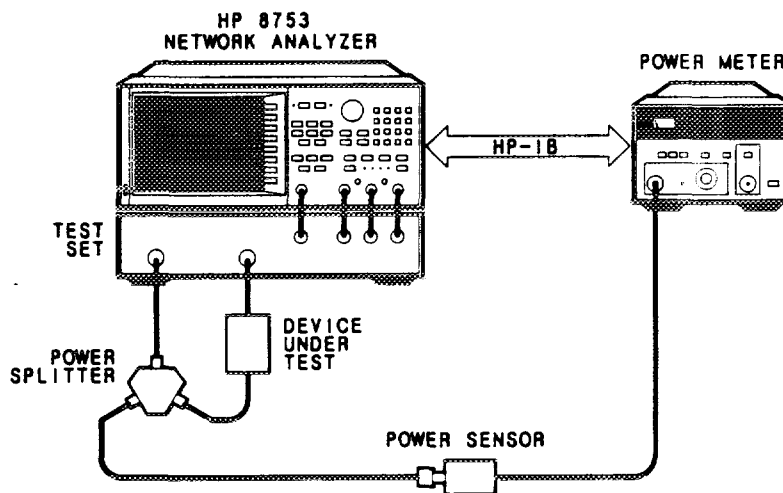 HP 8753
NETWORK ANALYZER
POWER METER
HP-IB
TEST
SET
DEVICE
UNDER
TEST
POWER
SPLITTER
POWER SENSOR